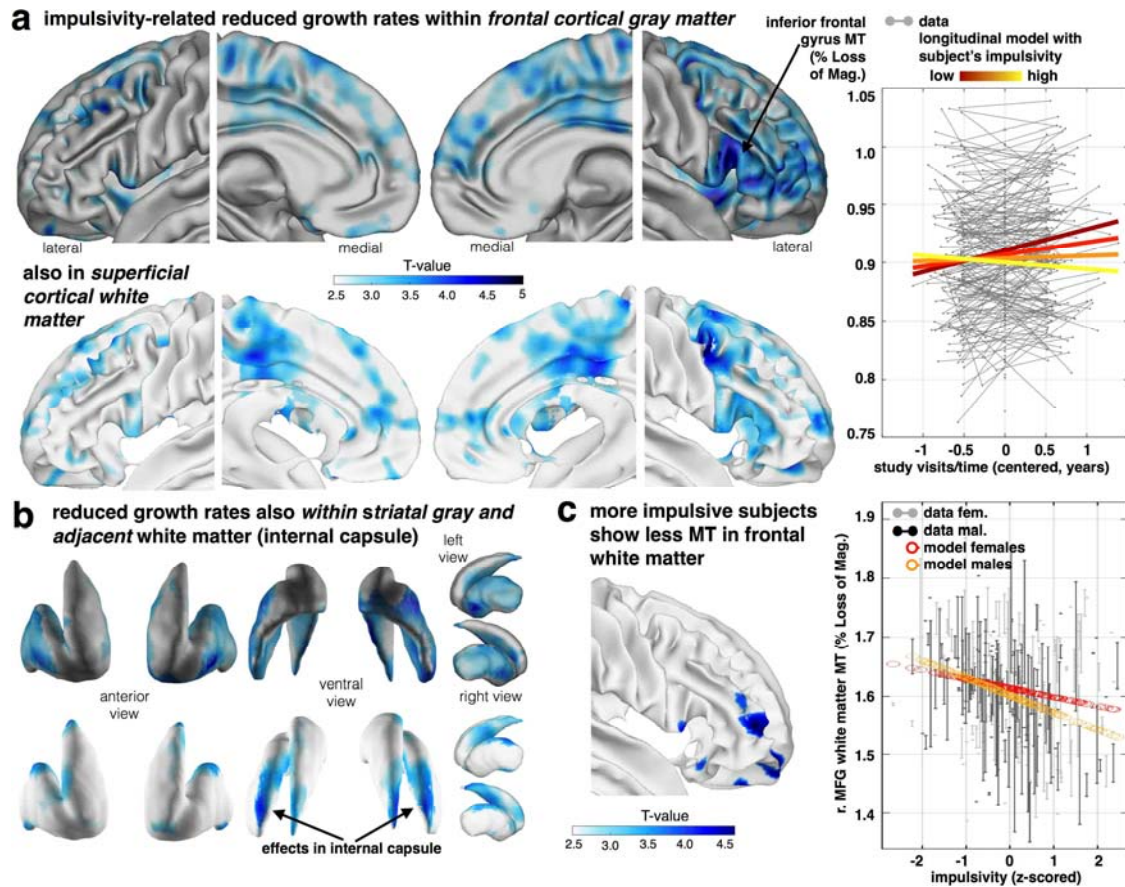 a impulsivity-related reduced growth rates within frontal cortical gray matter
inferior frontal
gyrus MT
(% Loss
of Mag.)
lateral
medial
medial
lateral
T-value
2.5 3.0 3.5 4.0 4.5 5
also in superficial
cortical white
matter
data
longitudinal model with
subject's impulsivity
low high
1.05
1.0
0.95
0.9
0.85
0.8
0.75
-1 -0.5 0 0.5 1
study visits/time (centered, years)
b reduced growth rates also within striatal gray and
adjacent white matter (internal capsule)
left
view
anterior
view
ventral
view
right view
effects in internal capsule
c more impulsive subjects
show less MT in frontal
white matter
T-value
2.5 3.0 3.5 4.0 4.5
data fem.
data mal.
model females
model males
r. MFG white matter MT (% Loss of Mag.)
1.9
1.8
1.7
1.6
1.5
1.4
-2 -1 0 1 2
impulsivity (z-scored)